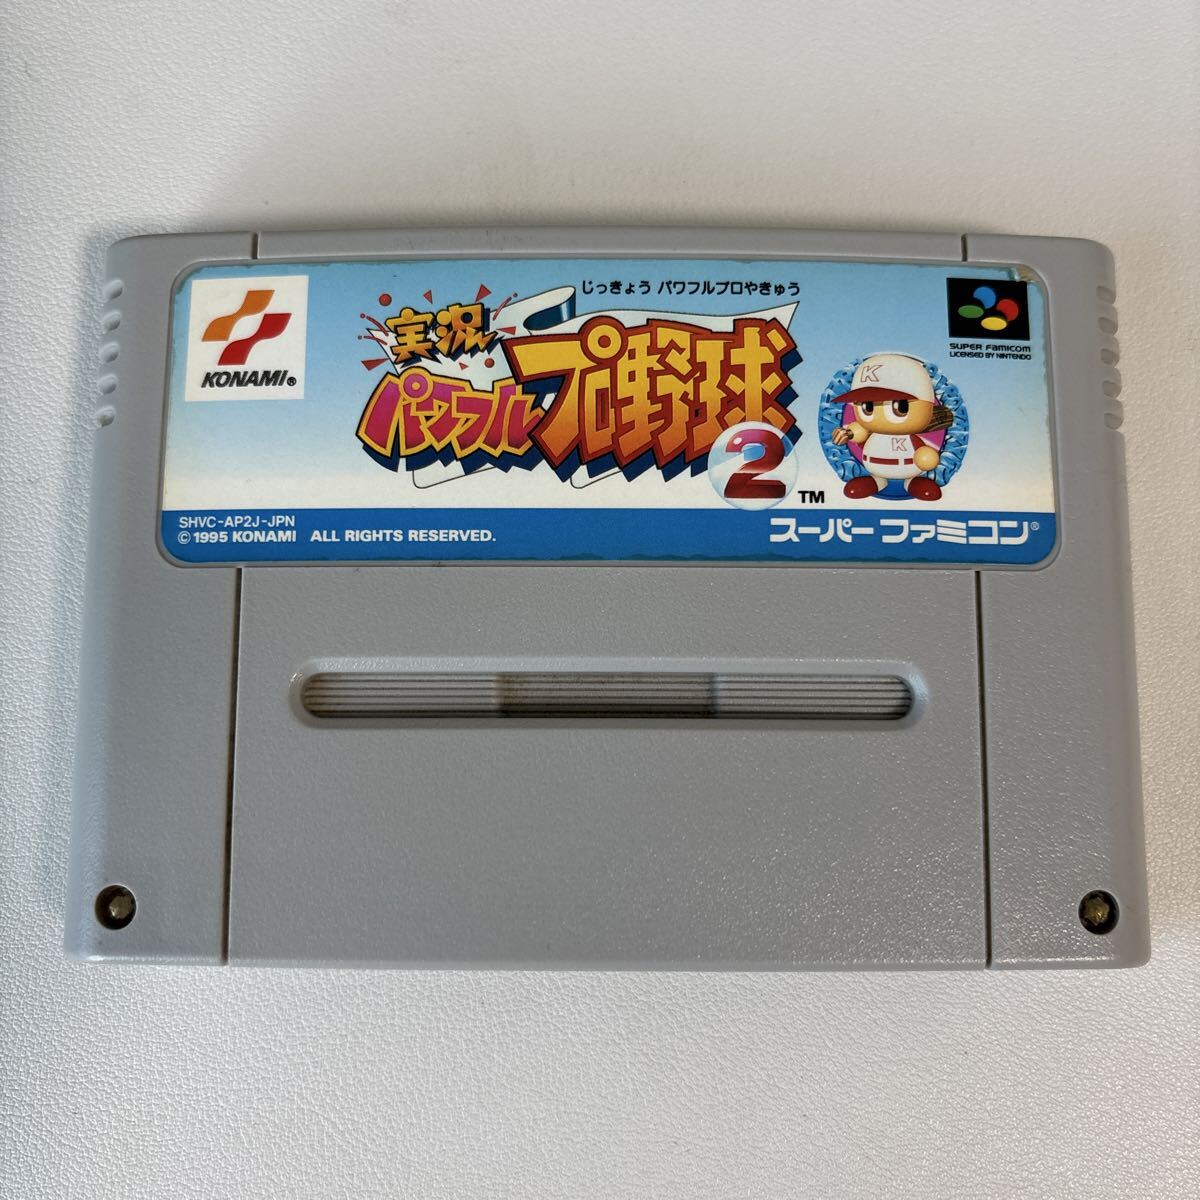 KONAMI®
じっきょう パワフルプロやきゅう
実況
パワフル
プロ野球
2
TM
SUPER FAMICOM
LICENSED BY NINTENDO
K
K
SHVC-AP2J-JPN
© 1995 KONAMI ALL RIGHTS RESERVED.
スーパーファミコン®